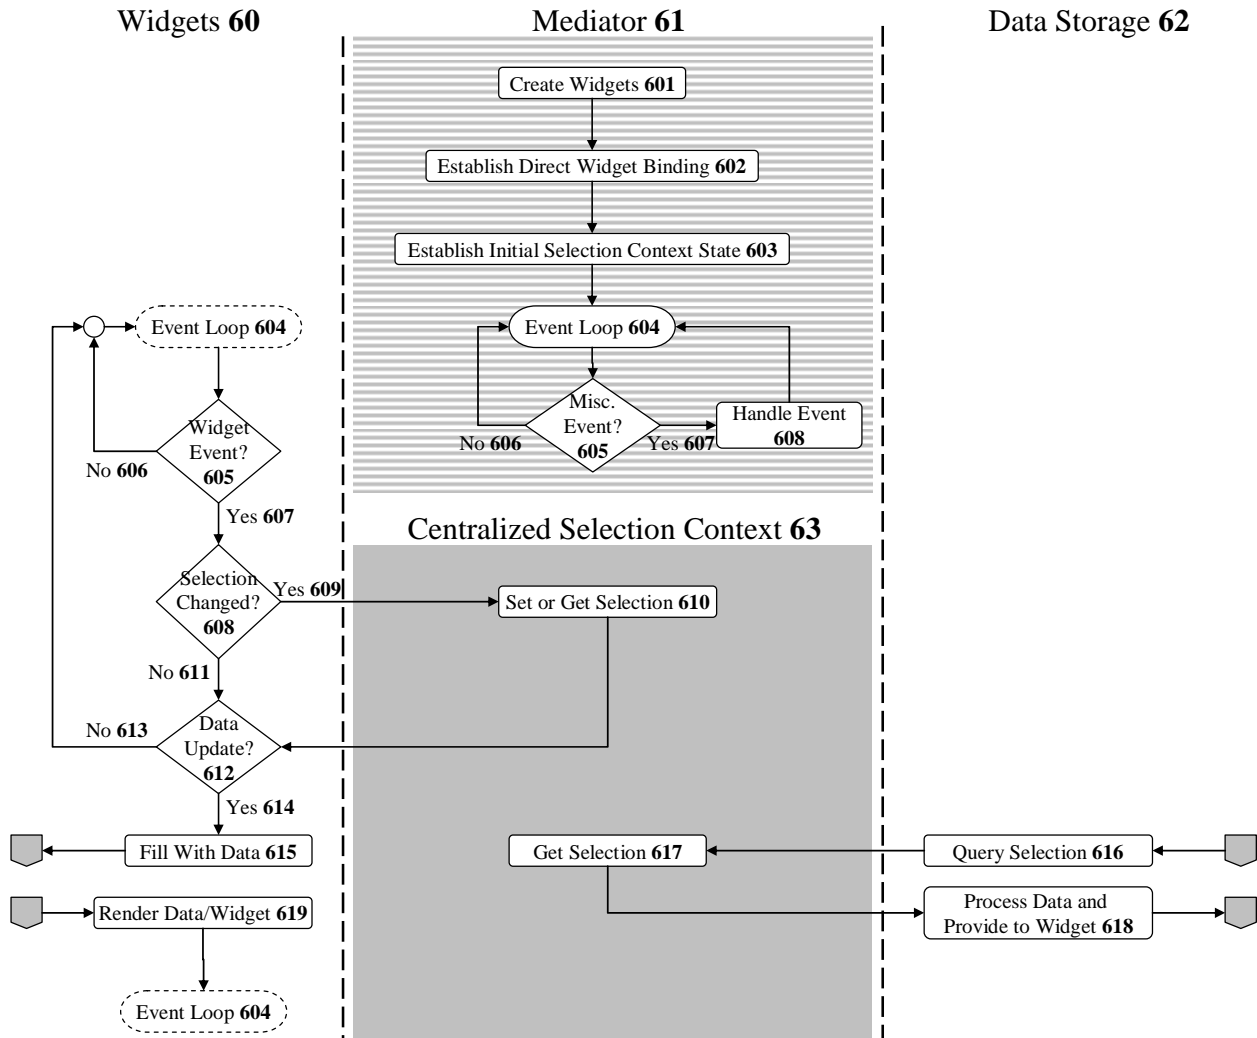 Widgets 60
Mediator 61
Data Storage 62
Create Widgets 601
Establish Direct Widget Binding 602
Establish Initial Selection Context State 603
Event Loop 604
Event Loop 604
Widget
Event?
605
No 606
Yes 607
Misc.
Event?
605
No 606
Yes 607
Handle Event
608
Centralized Selection Context 63
Selection
Changed?
608
Yes 609
Set or Get Selection 610
No 611
Data
Update?
612
No 613
Yes 614
Fill With Data 615
Get Selection 617
Query Selection 616
Render Data/Widget 619
Process Data and
Provide to Widget 618
Event Loop 604